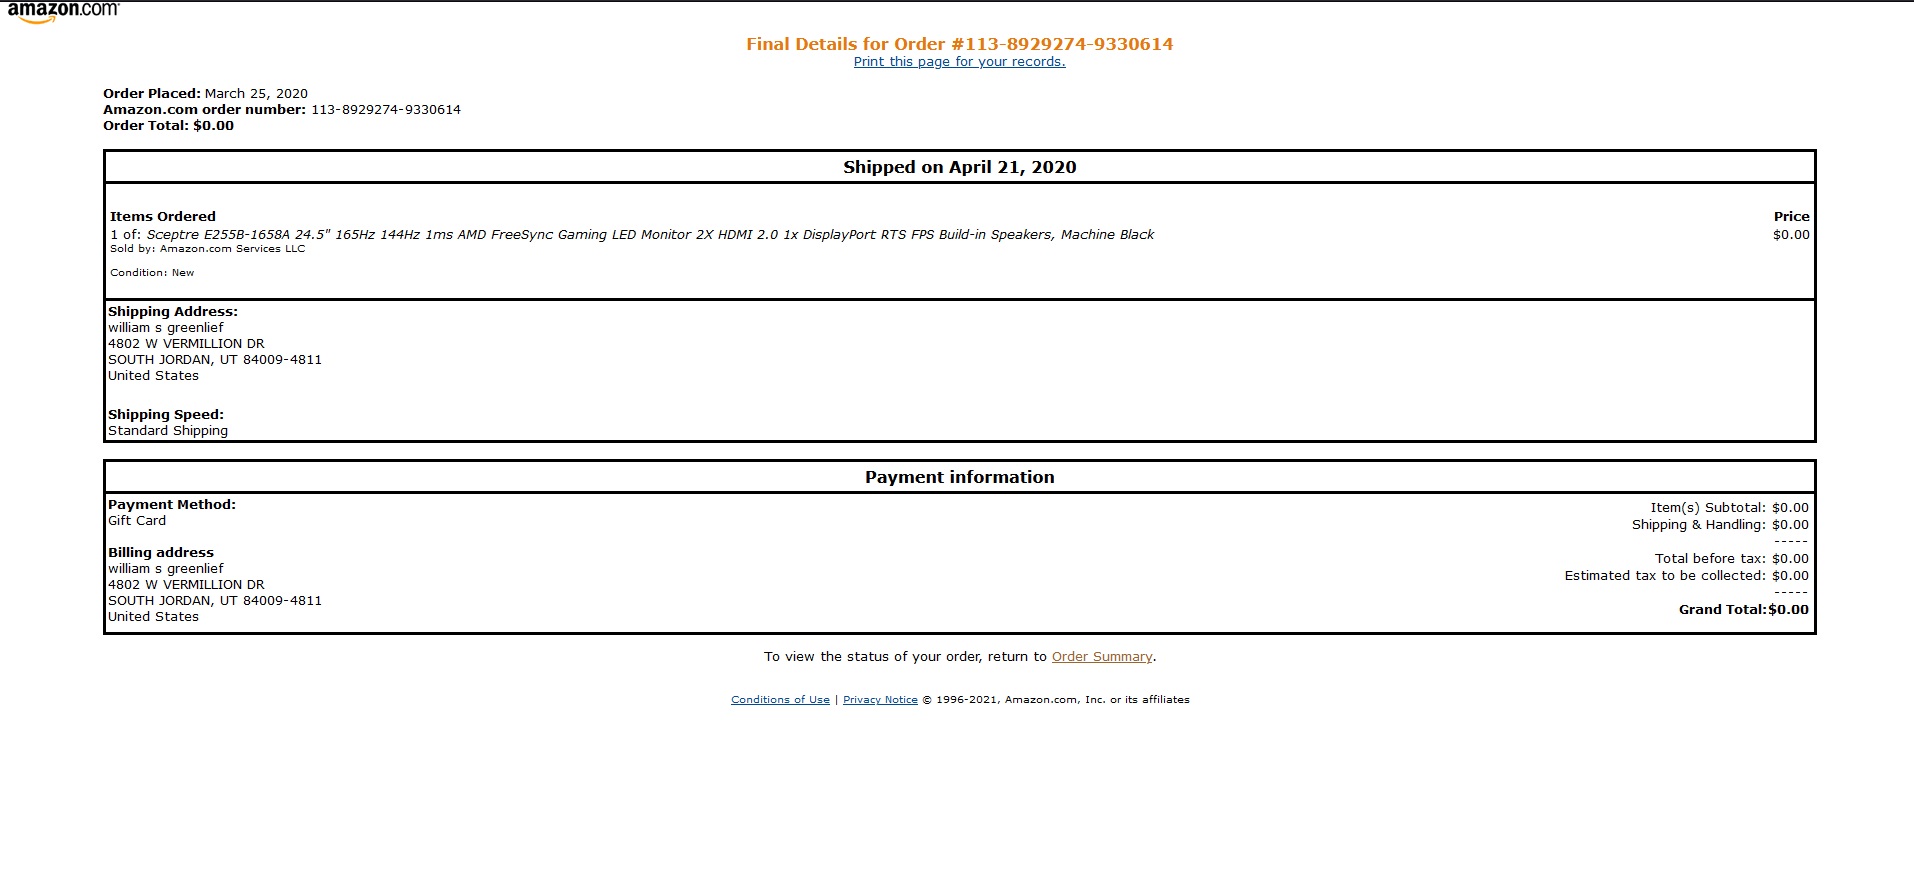 amazon.com
Final Details for Order #113-8929274-9330614
Print this page for your records.
Order Placed: March 25, 2020
Amazon.com order number: 113-8929274-9330614
Order Total: $0.00
Shipped on April 21, 2020
Items Ordered Price
1 of: Sceptre E255B-1658A 24.5" 165Hz 144Hz 1ms AMD FreeSync Gaming LED Monitor 2X HDMI 2.0 1x DisplayPort RTS FPS Build-in Speakers, Machine Black $0.00
Sold by: Amazon.com Services LLC
Condition: New
Shipping Address:
william s greenlief
4802 W VERMILLION DR
SOUTH JORDAN, UT 84009-4811
United States
Shipping Speed:
Standard Shipping
Payment information
Payment Method:
Gift Card
Billing address
william s greenlief
4802 W VERMILLION DR
SOUTH JORDAN, UT 84009-4811
United States
Item(s) Subtotal: $0.00
Shipping & Handling: $0.00
-----
Total before tax: $0.00
Estimated tax to be collected: $0.00
-----
Grand Total:$0.00
To view the status of your order, return to Order Summary.
Conditions of Use | Privacy Notice © 1996-2021, Amazon.com, Inc. or its affiliates